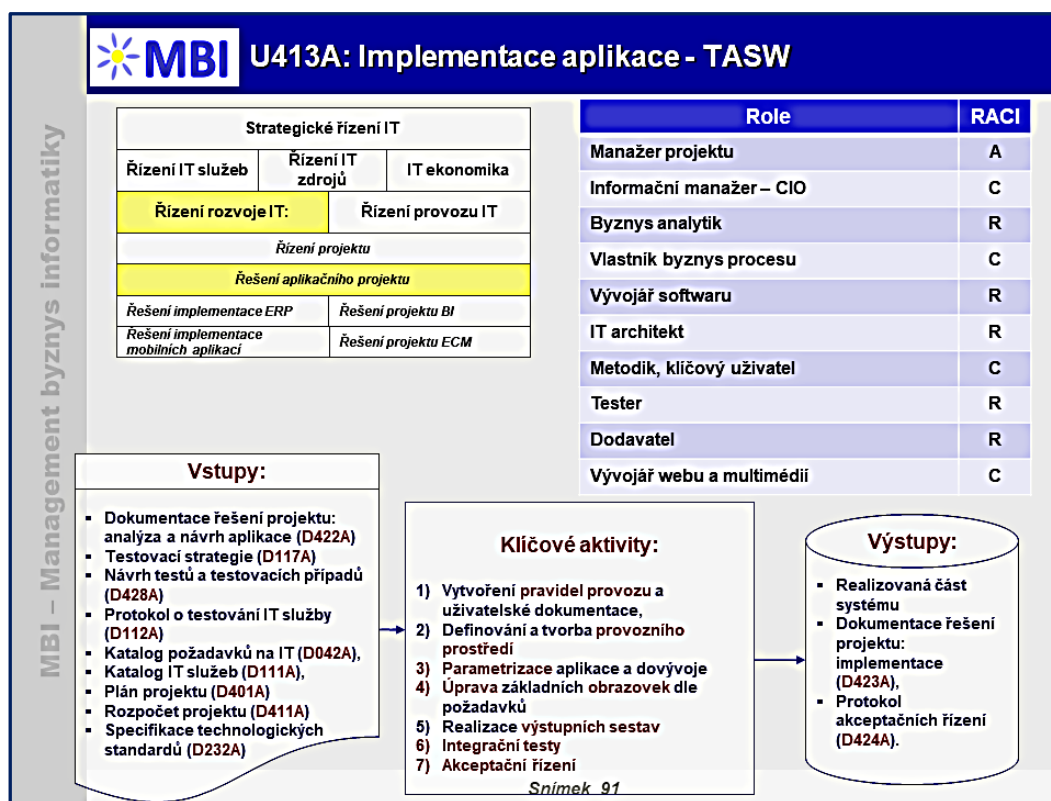 MBI
U413A: Implementace aplikace - TASW
MBI – Management byznys informatiky
Strategické řízení IT
Řízení IT služeb
Řízení IT
zdrojů
IT ekonomika
Řízení rozvoje IT:
Řízení provozu IT
Řízení projektu
Řešení aplikačního projektu
Řešení implementace ERP
Řešení projektu BI
Řešení implementace
mobilních aplikací
Řešení projektu ECM
Role RACI
Manažer projektu A
Informační manažer – CIO C
Byznys analytik R
Vlastník byznys procesu C
Vývojář softwaru R
IT architekt R
Metodik, klíčový uživatel C
Tester R
Dodavatel R
Vývojář webu a multimédií C
Vstupy:
▪ Dokumentace řešení projektu:
analýza a návrh aplikace (D422A)
▪ Testovací strategie (D117A)
▪ Návrh testů a testovacích případů
(D428A)
▪ Protokol o testování IT služby
(D112A)
▪ Katalog požadavků na IT (D042A),
▪ Katalog IT služeb (D111A),
▪ Plán projektu (D401A)
▪ Rozpočet projektu (D411A)
▪ Specifikace technologických
standardů (D232A)
Klíčové aktivity:
1) Vytvoření pravidel provozu a
uživatelské dokumentace,
2) Definování a tvorba provozního
prostředí
3) Parametrizace aplikace a dovývoje
4) Úprava základních obrazovek dle
požadavků
5) Realizace výstupních sestav
6) Integrační testy
7) Akceptační řízení
Výstupy:
▪ Realizovaná část
systému
▪ Dokumentace řešení
projektu:
implementace
(D423A),
▪ Protokol
akceptačních řízení
(D424A).
Snímek 91